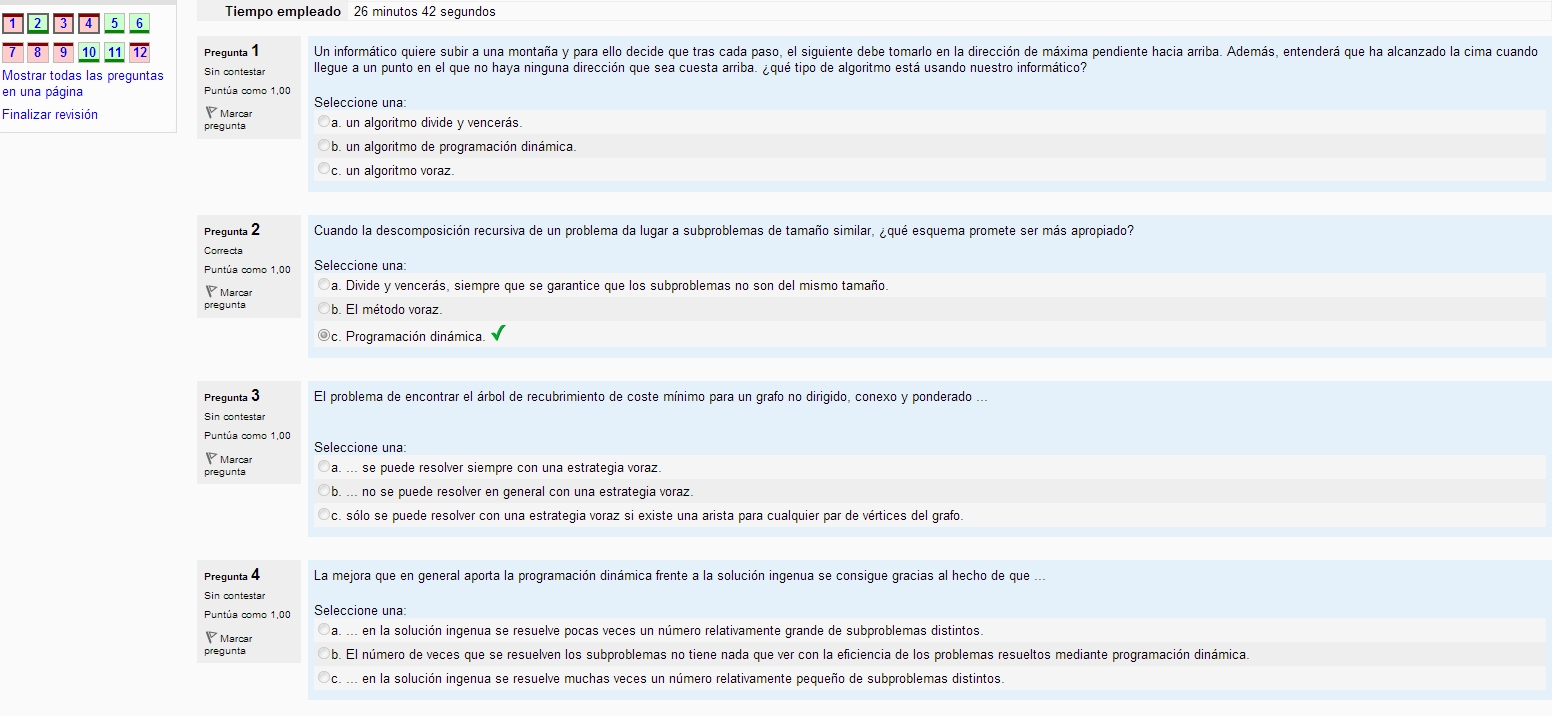 1 2 3 4 5 6
7 8 9 10 11 12
Mostrar todas las preguntas
en una página
Finalizar revisión
Tiempo empleado 26 minutos 42 segundos
Pregunta 1
Sin contestar
Puntúa como 1,00
Marcar
pregunta
Un informático quiere subir a una montaña y para ello decide que tras cada paso, el siguiente debe tomarlo en la dirección de máxima pendiente hacia arriba. Además, entenderá que ha alcanzado la cima cuando
llegue a un punto en el que no haya ninguna dirección que sea cuesta arriba. ¿qué tipo de algoritmo está usando nuestro informático?
Seleccione una:
a. un algoritmo divide y vencerás.
b. un algoritmo de programación dinámica.
c. un algoritmo voraz.
Pregunta 2
Correcta
Puntúa como 1,00
Marcar
pregunta
Cuando la descomposición recursiva de un problema da lugar a subproblemas de tamaño similar, ¿qué esquema promete ser más apropiado?
Seleccione una:
a. Divide y vencerás, siempre que se garantice que los subproblemas no son del mismo tamaño.
b. El método voraz.
c. Programación dinámica.
Pregunta 3
Sin contestar
Puntúa como 1,00
Marcar
pregunta
El problema de encontrar el árbol de recubrimiento de coste mínimo para un grafo no dirigido, conexo y ponderado ...
Seleccione una:
a. ... se puede resolver siempre con una estrategia voraz.
b. ... no se puede resolver en general con una estrategia voraz.
c. sólo se puede resolver con una estrategia voraz si existe una arista para cualquier par de vértices del grafo.
Pregunta 4
Sin contestar
Puntúa como 1,00
Marcar
pregunta
La mejora que en general aporta la programación dinámica frente a la solución ingenua se consigue gracias al hecho de que ...
Seleccione una:
a. ... en la solución ingenua se resuelve pocas veces un número relativamente grande de subproblemas distintos.
b. El número de veces que se resuelven los subproblemas no tiene nada que ver con la eficiencia de los problemas resueltos mediante programación dinámica.
c. ... en la solución ingenua se resuelve muchas veces un número relativamente pequeño de subproblemas distintos.